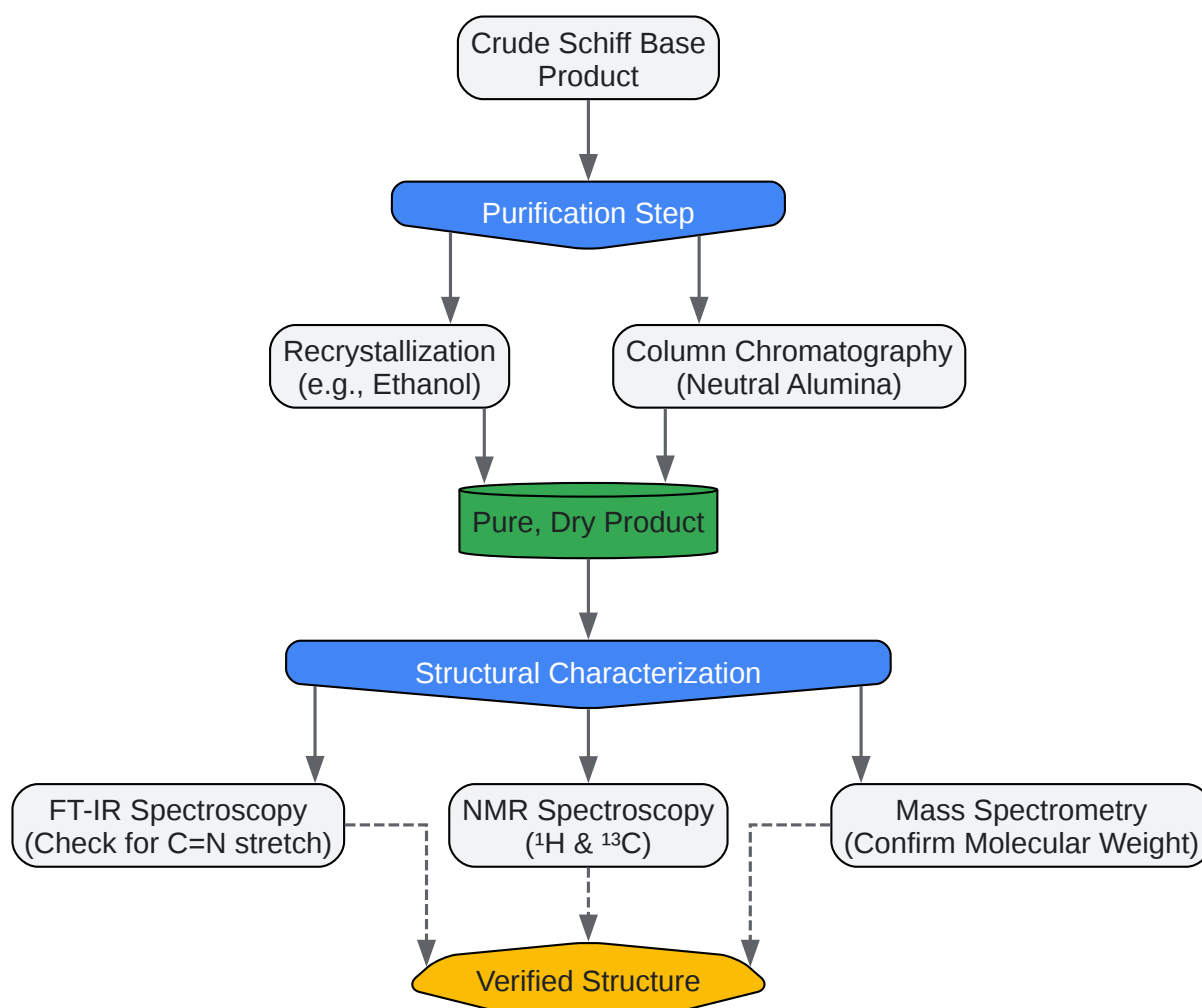 Crude Schiff Base
Product
Purification Step
Recrystallization
(e.g., Ethanol)
Column Chromatography
(Neutral Alumina)
Pure, Dry Product
Structural Characterization
FT-IR Spectroscopy
(Check for C=N stretch)
NMR Spectroscopy
(¹H & ¹³C)
Mass Spectrometry
(Confirm Molecular Weight)
Verified Structure